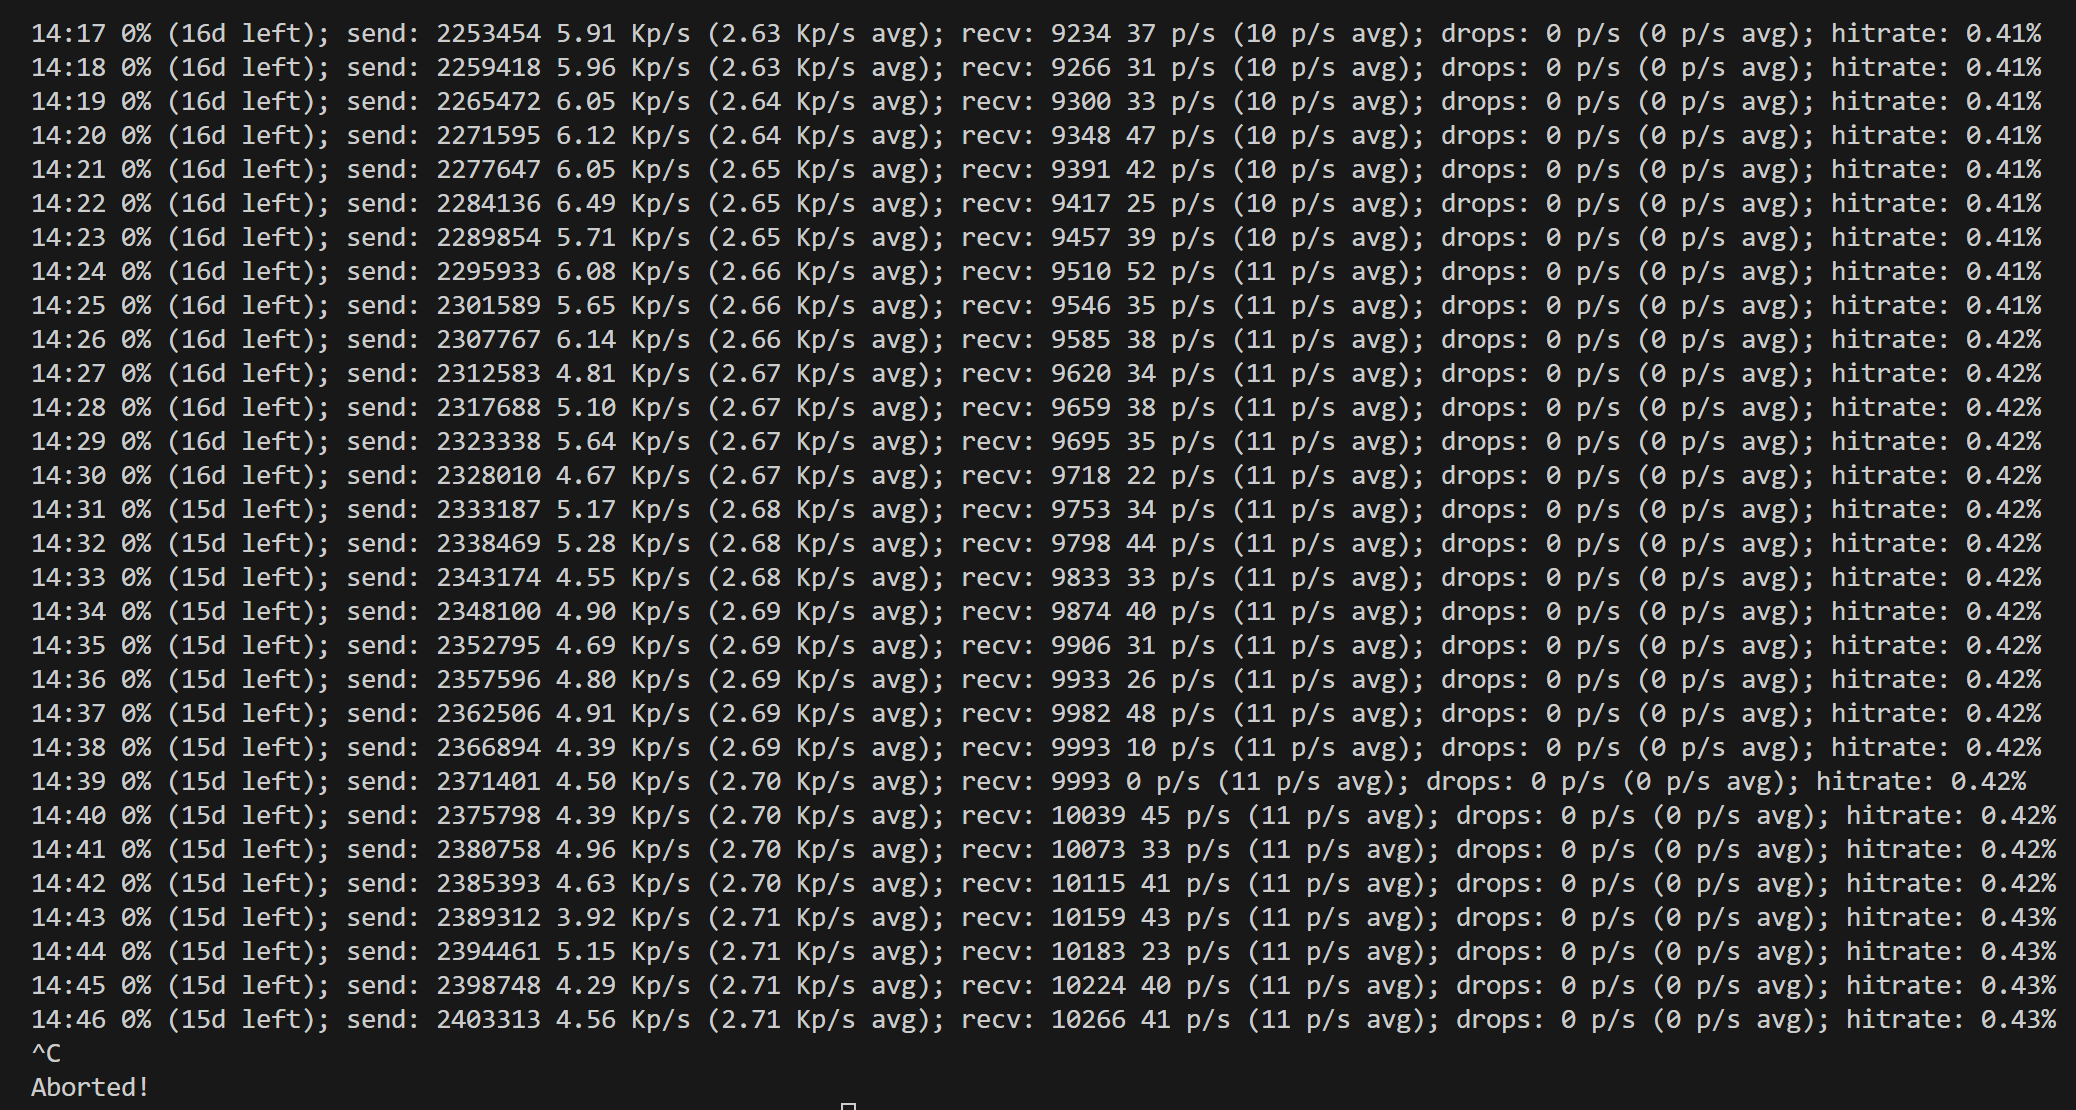 14:17 0% (16d left); send: 2253454 5.91 Kp/s (2.63 Kp/s avg); recv: 9234 37 p/s (10 p/s avg); drops: 0 p/s (0 p/s avg); hitrate: 0.41%
14:18 0% (16d left); send: 2259418 5.96 Kp/s (2.63 Kp/s avg); recv: 9266 31 p/s (10 p/s avg); drops: 0 p/s (0 p/s avg); hitrate: 0.41%
14:19 0% (16d left); send: 2265472 6.05 Kp/s (2.64 Kp/s avg); recv: 9300 33 p/s (10 p/s avg); drops: 0 p/s (0 p/s avg); hitrate: 0.41%
14:20 0% (16d left); send: 2271595 6.12 Kp/s (2.64 Kp/s avg); recv: 9348 47 p/s (10 p/s avg); drops: 0 p/s (0 p/s avg); hitrate: 0.41%
14:21 0% (16d left); send: 2277647 6.05 Kp/s (2.65 Kp/s avg); recv: 9391 42 p/s (10 p/s avg); drops: 0 p/s (0 p/s avg); hitrate: 0.41%
14:22 0% (16d left); send: 2284136 6.49 Kp/s (2.65 Kp/s avg); recv: 9417 25 p/s (10 p/s avg); drops: 0 p/s (0 p/s avg); hitrate: 0.41%
14:23 0% (16d left); send: 2289854 5.71 Kp/s (2.65 Kp/s avg); recv: 9457 39 p/s (10 p/s avg); drops: 0 p/s (0 p/s avg); hitrate: 0.41%
14:24 0% (16d left); send: 2295933 6.08 Kp/s (2.66 Kp/s avg); recv: 9510 52 p/s (11 p/s avg); drops: 0 p/s (0 p/s avg); hitrate: 0.41%
14:25 0% (16d left); send: 2301589 5.65 Kp/s (2.66 Kp/s avg); recv: 9546 35 p/s (11 p/s avg); drops: 0 p/s (0 p/s avg); hitrate: 0.41%
14:26 0% (16d left); send: 2307767 6.14 Kp/s (2.66 Kp/s avg); recv: 9585 38 p/s (11 p/s avg); drops: 0 p/s (0 p/s avg); hitrate: 0.42%
14:27 0% (16d left); send: 2312583 4.81 Kp/s (2.67 Kp/s avg); recv: 9620 34 p/s (11 p/s avg); drops: 0 p/s (0 p/s avg); hitrate: 0.42%
14:28 0% (16d left); send: 2317688 5.10 Kp/s (2.67 Kp/s avg); recv: 9659 38 p/s (11 p/s avg); drops: 0 p/s (0 p/s avg); hitrate: 0.42%
14:29 0% (16d left); send: 2323338 5.64 Kp/s (2.67 Kp/s avg); recv: 9695 35 p/s (11 p/s avg); drops: 0 p/s (0 p/s avg); hitrate: 0.42%
14:30 0% (16d left); send: 2328010 4.67 Kp/s (2.67 Kp/s avg); recv: 9718 22 p/s (11 p/s avg); drops: 0 p/s (0 p/s avg); hitrate: 0.42%
14:31 0% (15d left); send: 2333187 5.17 Kp/s (2.68 Kp/s avg); recv: 9753 34 p/s (11 p/s avg); drops: 0 p/s (0 p/s avg); hitrate: 0.42%
14:32 0% (15d left); send: 2338469 5.28 Kp/s (2.68 Kp/s avg); recv: 9798 44 p/s (11 p/s avg); drops: 0 p/s (0 p/s avg); hitrate: 0.42%
14:33 0% (15d left); send: 2343174 4.55 Kp/s (2.68 Kp/s avg); recv: 9833 33 p/s (11 p/s avg); drops: 0 p/s (0 p/s avg); hitrate: 0.42%
14:34 0% (15d left); send: 2348100 4.90 Kp/s (2.69 Kp/s avg); recv: 9874 40 p/s (11 p/s avg); drops: 0 p/s (0 p/s avg); hitrate: 0.42%
14:35 0% (15d left); send: 2352795 4.69 Kp/s (2.69 Kp/s avg); recv: 9906 31 p/s (11 p/s avg); drops: 0 p/s (0 p/s avg); hitrate: 0.42%
14:36 0% (15d left); send: 2357596 4.80 Kp/s (2.69 Kp/s avg); recv: 9933 26 p/s (11 p/s avg); drops: 0 p/s (0 p/s avg); hitrate: 0.42%
14:37 0% (15d left); send: 2362506 4.91 Kp/s (2.69 Kp/s avg); recv: 9982 48 p/s (11 p/s avg); drops: 0 p/s (0 p/s avg); hitrate: 0.42%
14:38 0% (15d left); send: 2366894 4.39 Kp/s (2.69 Kp/s avg); recv: 9993 10 p/s (11 p/s avg); drops: 0 p/s (0 p/s avg); hitrate: 0.42%
14:39 0% (15d left); send: 2371401 4.50 Kp/s (2.70 Kp/s avg); recv: 9993 0 p/s (11 p/s avg); drops: 0 p/s (0 p/s avg); hitrate: 0.42%
14:40 0% (15d left); send: 2375798 4.39 Kp/s (2.70 Kp/s avg); recv: 10039 45 p/s (11 p/s avg); drops: 0 p/s (0 p/s avg); hitrate: 0.42%
14:41 0% (15d left); send: 2380758 4.96 Kp/s (2.70 Kp/s avg); recv: 10073 33 p/s (11 p/s avg); drops: 0 p/s (0 p/s avg); hitrate: 0.42%
14:42 0% (15d left); send: 2385393 4.63 Kp/s (2.70 Kp/s avg); recv: 10115 41 p/s (11 p/s avg); drops: 0 p/s (0 p/s avg); hitrate: 0.42%
14:43 0% (15d left); send: 2389312 3.92 Kp/s (2.71 Kp/s avg); recv: 10159 43 p/s (11 p/s avg); drops: 0 p/s (0 p/s avg); hitrate: 0.43%
14:44 0% (15d left); send: 2394461 5.15 Kp/s (2.71 Kp/s avg); recv: 10183 23 p/s (11 p/s avg); drops: 0 p/s (0 p/s avg); hitrate: 0.43%
14:45 0% (15d left); send: 2398748 4.29 Kp/s (2.71 Kp/s avg); recv: 10224 40 p/s (11 p/s avg); drops: 0 p/s (0 p/s avg); hitrate: 0.43%
14:46 0% (15d left); send: 2403313 4.56 Kp/s (2.71 Kp/s avg); recv: 10266 41 p/s (11 p/s avg); drops: 0 p/s (0 p/s avg); hitrate: 0.43%
^C
Aborted!